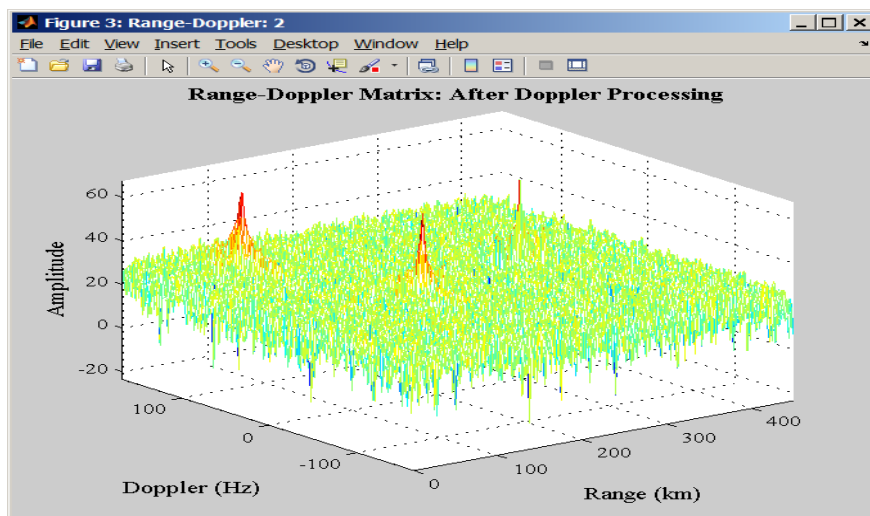 Figure 3: Range-Doppler: 2
File Edit View Insert Tools Desktop Window Help
Range-Doppler Matrix: After Doppler Processing
60
40
20
0
-20
Amplitude
100
0
-100
Doppler (Hz)
0
100
200
300
400
Range (km)